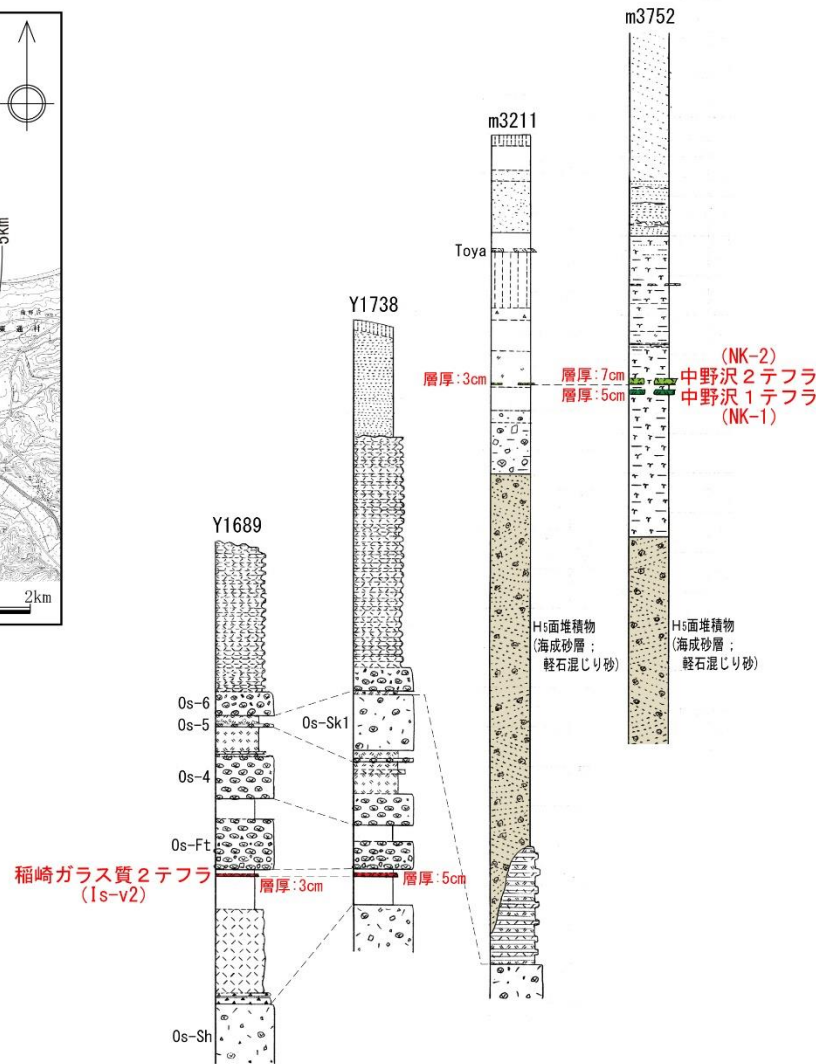 m3752
m3211
5km
Toya
Y1738
(NK-2)
層厚:3cm
層厚:7cm
中野沢2テフラ
層厚:5cm
中野沢1テフラ
(NK-1)
Y1689
2km
H5面堆積物
(海成砂層;
軽石混じり砂)
H5面堆積物
(海成砂層;
軽石混じり砂)
Os-6
Os-5
Os-Sk1
Os-4
Os-Ft
稲崎ガラス質2テフラ
(Is-v2)
層厚:3cm
層厚:5cm
Os-Sh